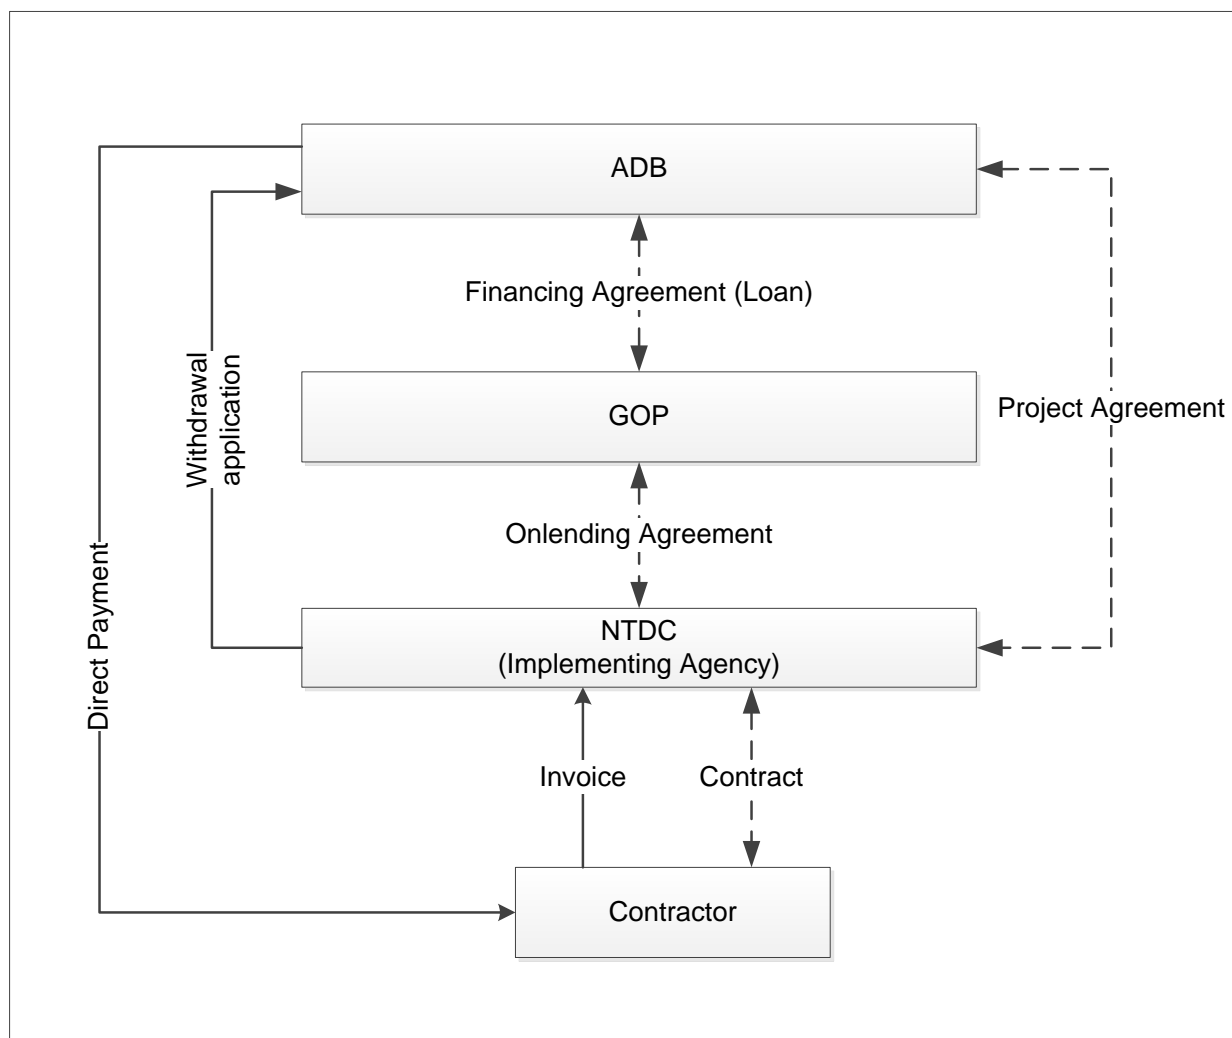 ADB
Financing Agreement (Loan)
GOP
Withdrawal
application
Project Agreement
Onlending Agreement
Direct Payment
NTDC
(Implementing Agency)
Invoice
Contract
Contractor